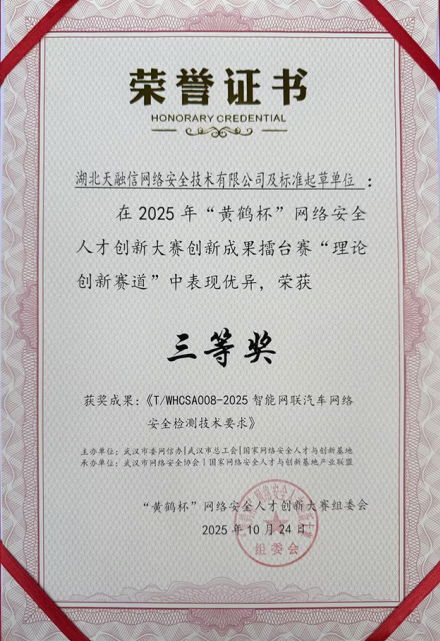 荣誉证书
HONORARY CREDENTIAL
湖北天融信网络安全技术有限公司及标准起草单位：
在2025年“黄鹤杯”网络安全
人才创新大赛创新成果擂台赛“理论
创新赛道”中表现优异，荣获
三等奖
获奖成果：《T/WHCSA008-2025智能网联汽车网络
安全检测技术要求》
主办单位：武汉市委网信办|武汉市总工会|国家网络安全人才与创新基地
承办单位：武汉市网络安全协会|国家网络安全人才与创新基地产业联盟
“黄鹤杯”网络安全人才创新大赛组委会
2025年10月24日
组委会